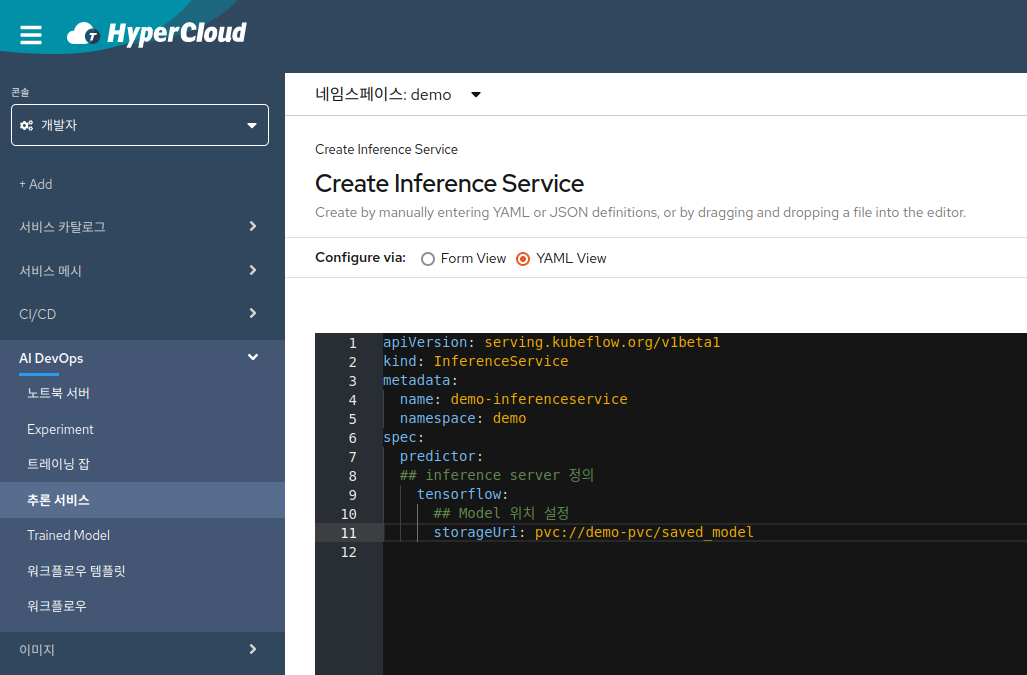 HyperCloud
콘솔
개발자
+ Add
서비스 카탈로그
서비스 메시
CI/CD
AI DevOps
노트북 서버
Experiment
트레이닝 잡
추론 서비스
Trained Model
워크플로우 템플릿
워크플로우
이미지
네임스페이스: demo
Create Inference Service
Create Inference Service
Create by manually entering YAML or JSON definitions, or by dragging and dropping a file into the editor.
Configure via: Form View YAML View
1 apiVersion: serving.kubeflow.org/v1beta1
2 kind: InferenceService
3 metadata:
4 name: demo-inferenceservice
5 namespace: demo
6 spec:
7 predictor:
8 ## inference server 정의
9 tensorflow:
10 ## Model 위치 설정
11 storageUri: pvc://demo-pvc/saved_model
12